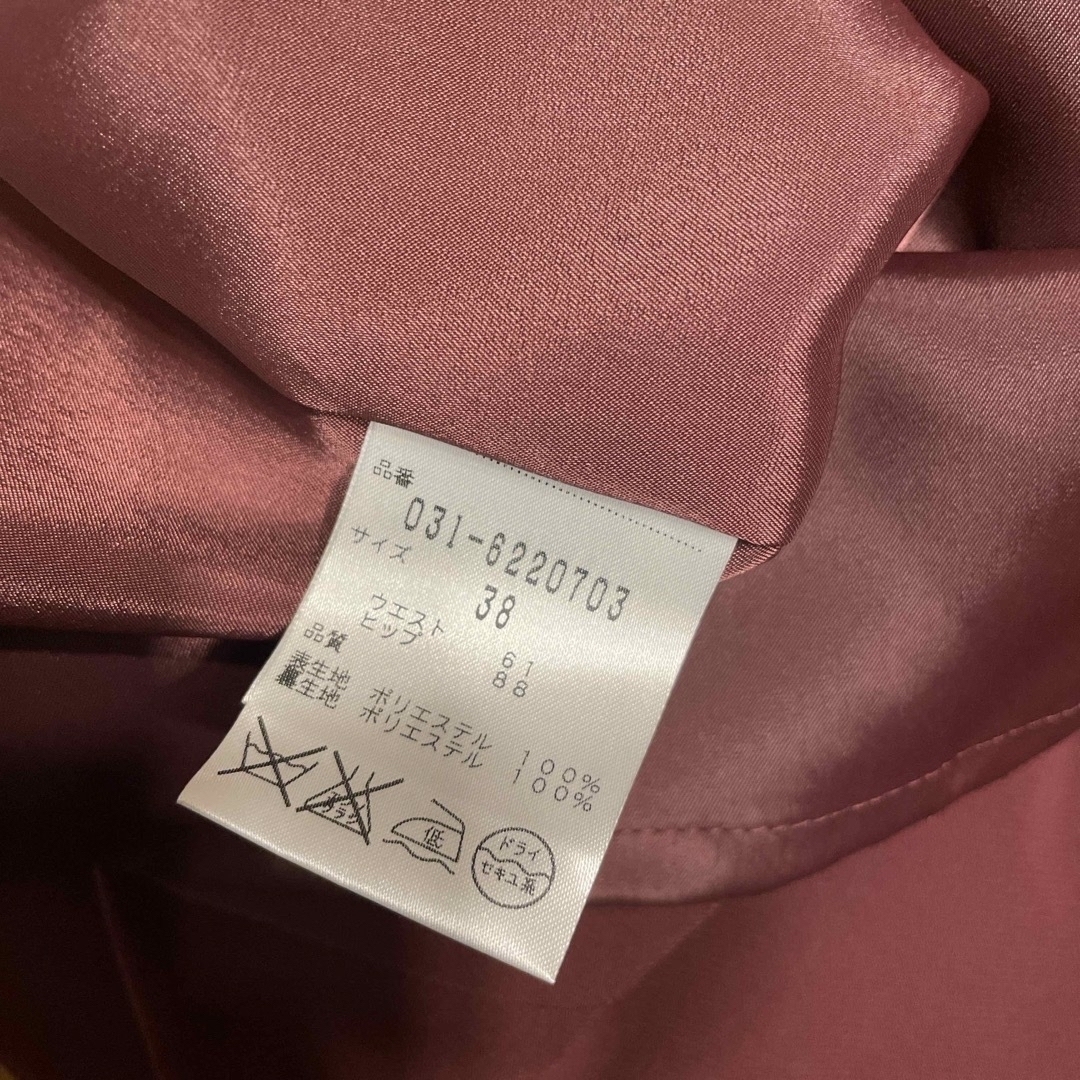 品番
031-6220703
サイズ
38
ウエスト 61
ヒップ 88
品質
表生地 ポリエステル 100%
生地 ポリエステル 100%
低
ドライ
セキユ系